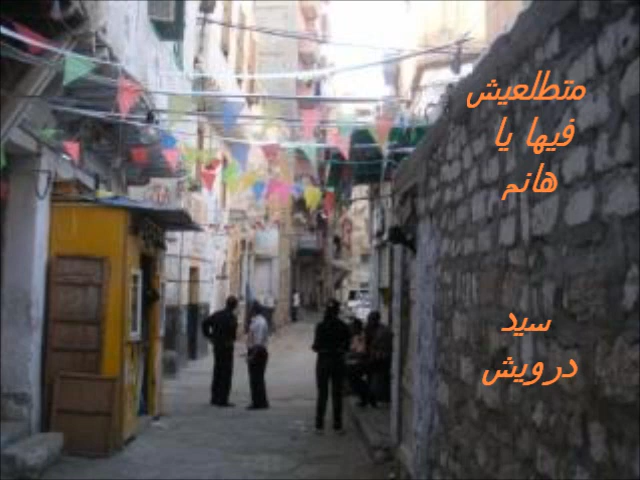 متطلعيش
فيها يا
هانم
سيد
درويش